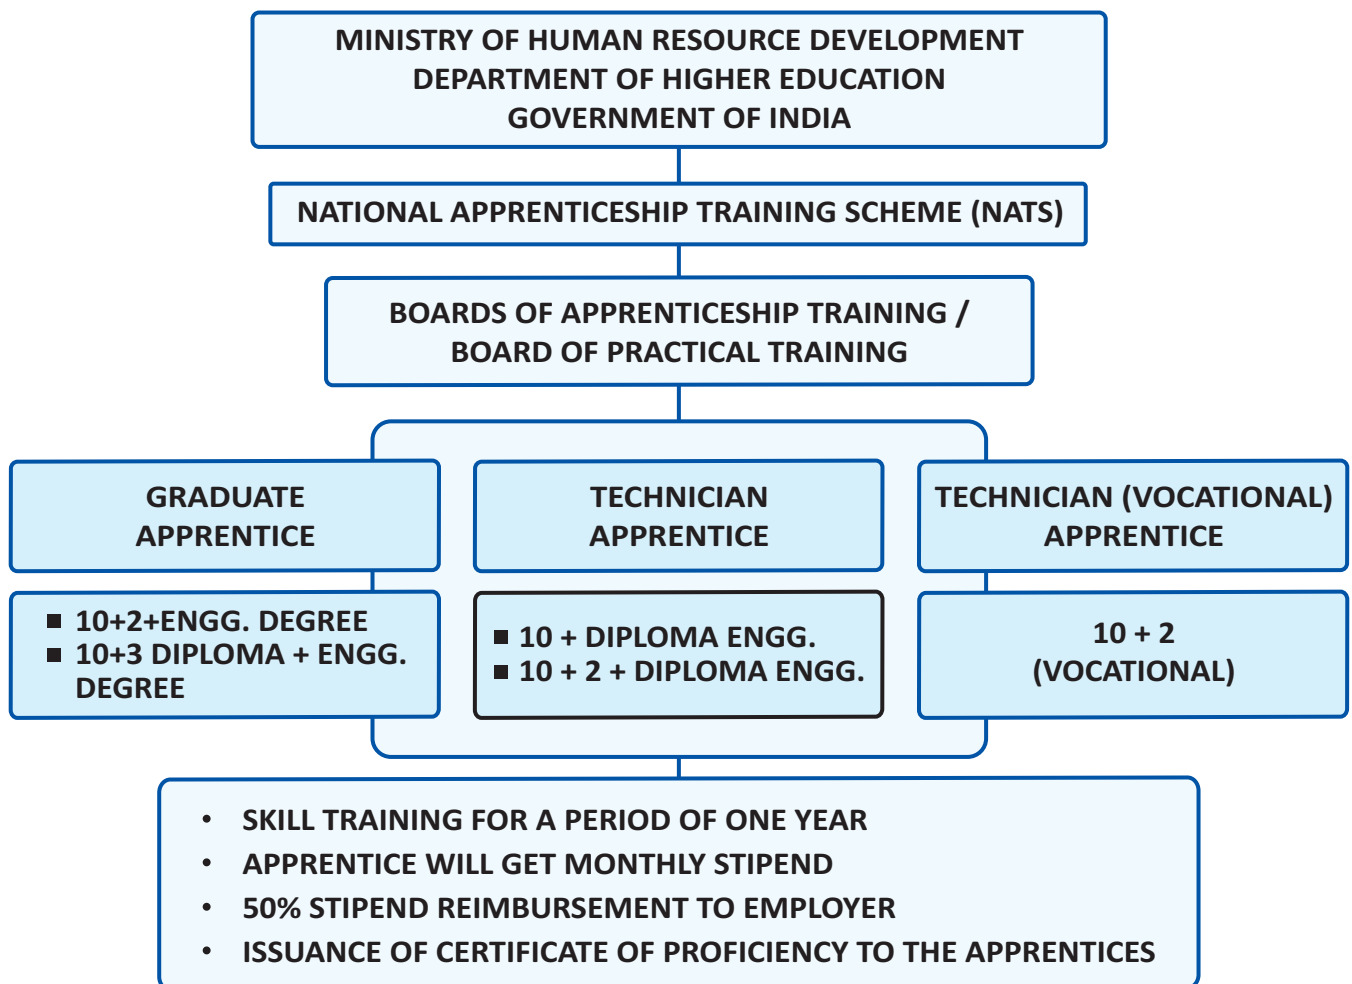 MINISTRY OF HUMAN RESOURCE DEVELOPMENT
DEPARTMENT OF HIGHER EDUCATION
GOVERNMENT OF INDIA
NATIONAL APPRENTICESHIP TRAINING SCHEME (NATS)
BOARDS OF APPRENTICESHIP TRAINING /
BOARD OF PRACTICAL TRAINING
GRADUATE
APPRENTICE
▪ 10+2+ENGG. DEGREE
▪ 10+3 DIPLOMA + ENGG.
DEGREE
TECHNICIAN
APPRENTICE
▪ 10 + DIPLOMA ENGG.
▪ 10 + 2 + DIPLOMA ENGG.
TECHNICIAN (VOCATIONAL)
APPRENTICE
10 + 2
(VOCATIONAL)
• SKILL TRAINING FOR A PERIOD OF ONE YEAR
• APPRENTICE WILL GET MONTHLY STIPEND
• 50% STIPEND REIMBURSEMENT TO EMPLOYER
• ISSUANCE OF CERTIFICATE OF PROFICIENCY TO THE APPRENTICES